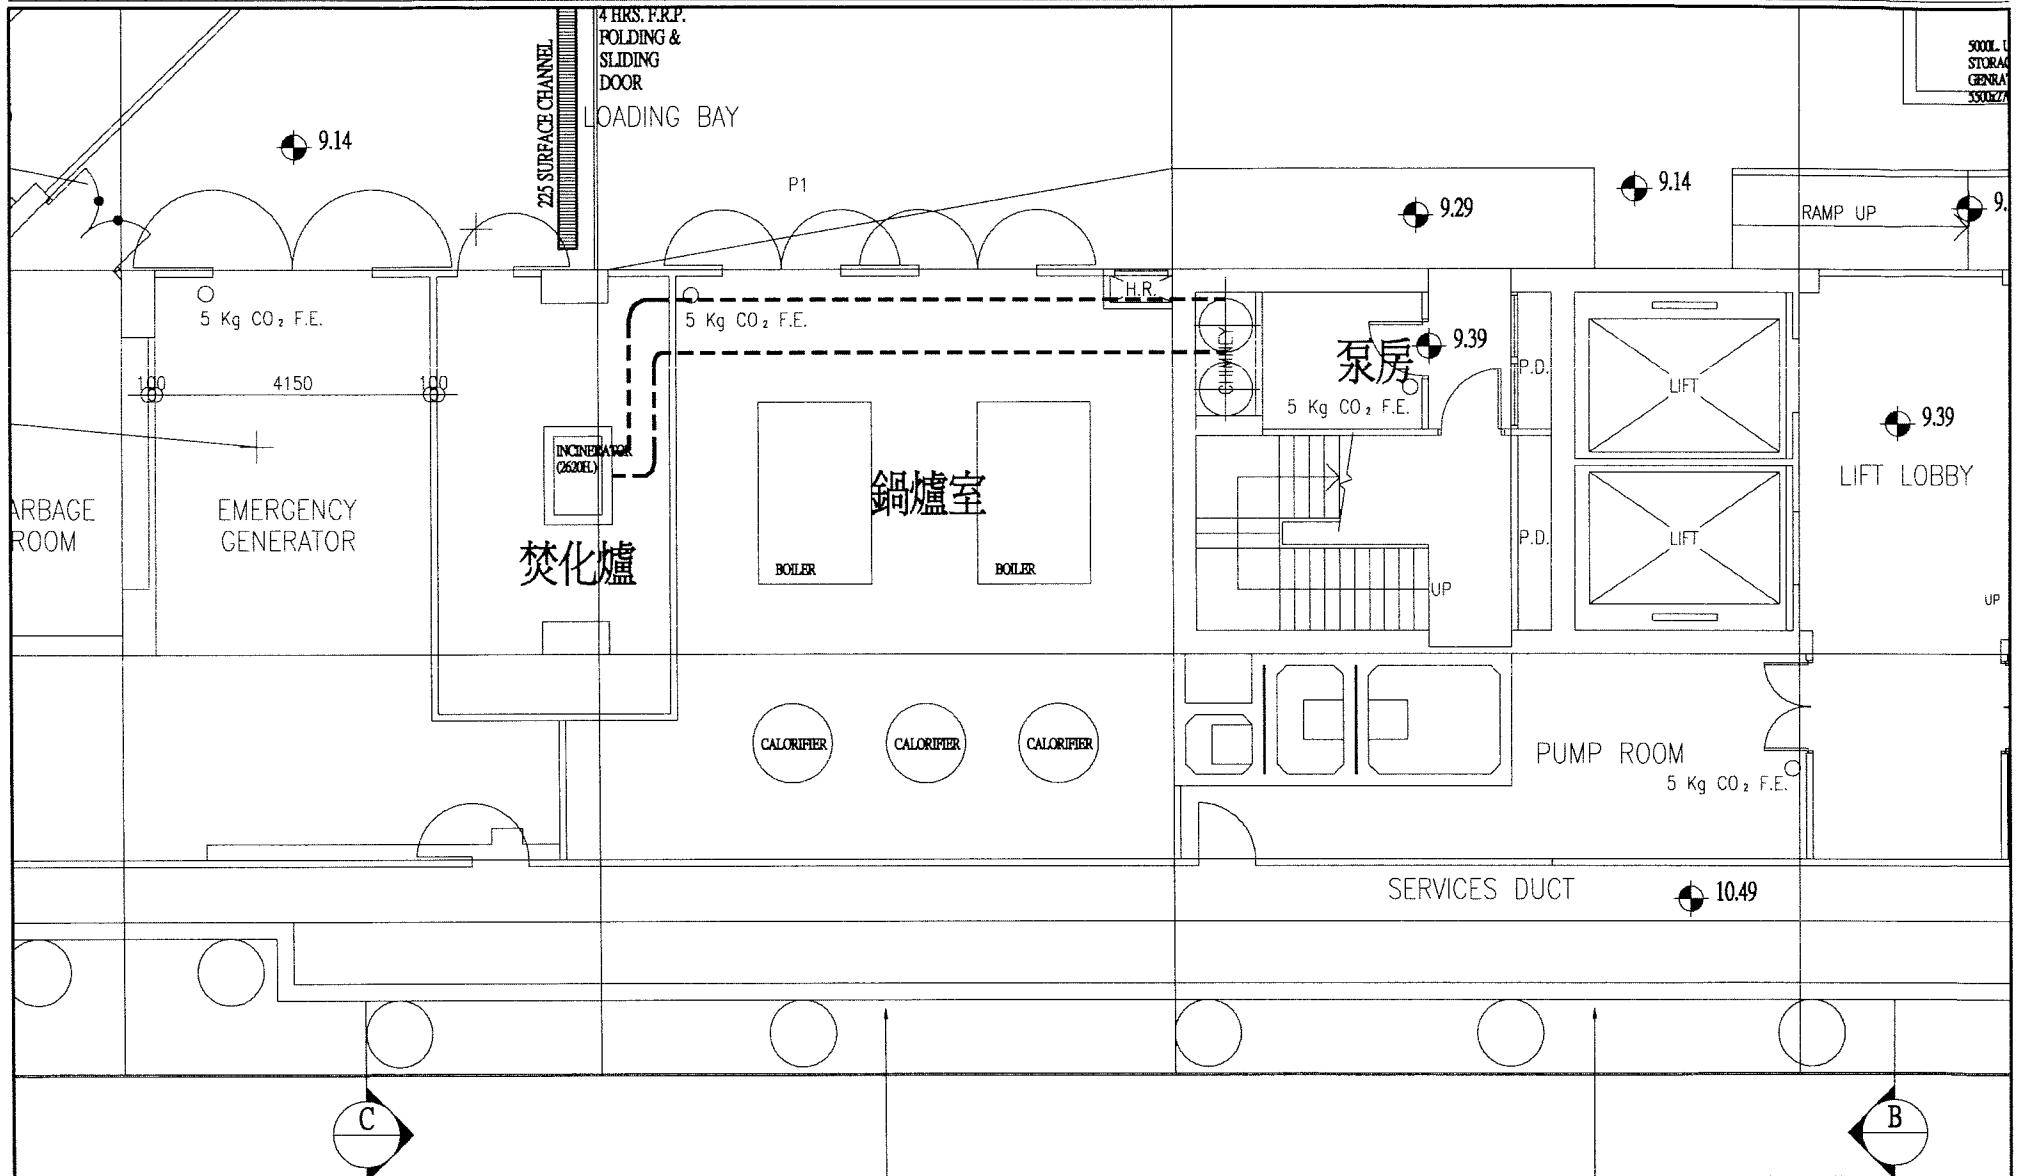 4 HRS. F.R.P.
FOLDING &
SLIDING
DOOR
225 SURFACE CHANNEL
LOADING BAY
9.14
P1
9.29
9.14
RAMP UP
9.
5000L.
5 Kg CO₂ F.E.
5 Kg CO₂ F.E.
H.R.
CHIMNEY
泵房
9.39
5 Kg CO₂ F.E.
P.D.
LIFT
9.39
LIFT LOBBY
100
4150
100
INCINERATOR
鍋爐室
EMERGENCY
GENERATOR
ARBAGE
ROOM
焚化爐
BOILER
BOILER
P.D.
LIFT
UP
UP
CALORIFIER
CALORIFIER
CALORIFIER
PUMP ROOM
5 Kg CO₂ F.E.
SERVICES DUCT
10.49
C
B